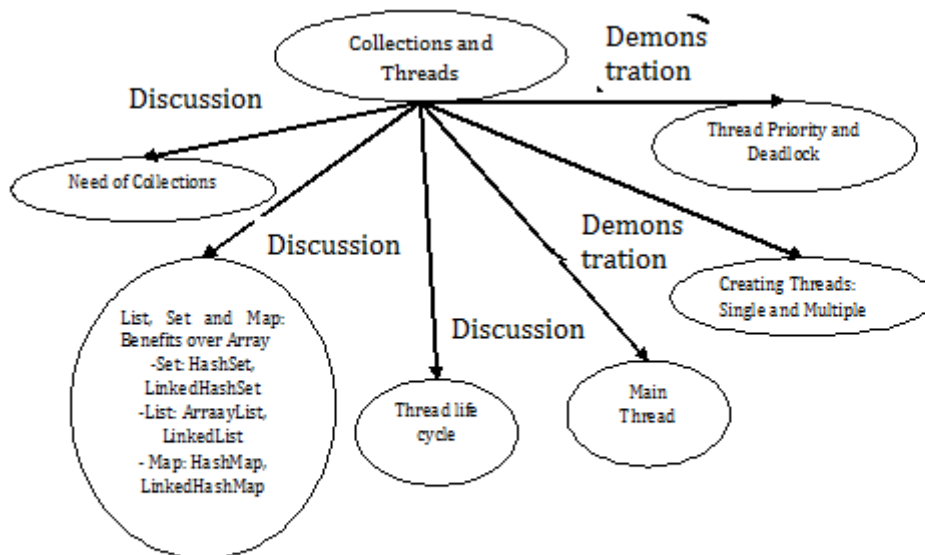 Collections and
Threads
Demons
tration
Discussion
Thread Priority and
Deadlock
Need of Collections
Discussion
Demons
tration
Creating Threads:
Single and Multiple
List, Set and Map:
Benefits over Array
-Set: HashSet,
LinkedHashSet
-List: ArraayList,
LinkedList
- Map: HashMap,
LinkedHashMap
Discussion
Thread life
cycle
Main
Thread